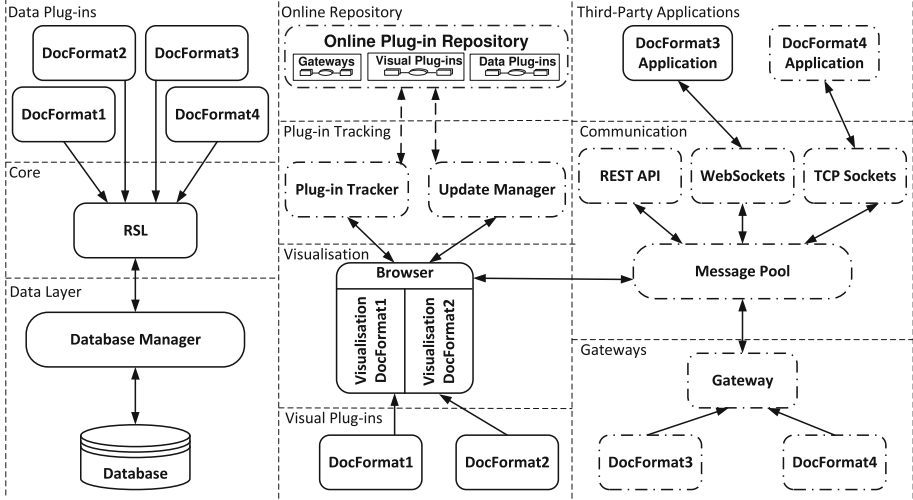 Data Plug-ins
DocFormat2
DocFormat3
DocFormat1
DocFormat4
Core
RSL
Data Layer
Database Manager
Database
Online Repository
Online Plug-in Repository
Gateways
Visual Plug-ins
Data Plug-ins
Plug-in Tracking
Plug-in Tracker
Update Manager
Visualisation
Browser
Visualisation
DocFormat1
Visualisation
DocFormat2
Visual Plug-ins
DocFormat1
DocFormat2
Third-Party Applications
DocFormat3
Application
DocFormat4
Application
Communication
REST API
WebSockets
TCP Sockets
Message Pool
Gateways
Gateway
DocFormat3
DocFormat4